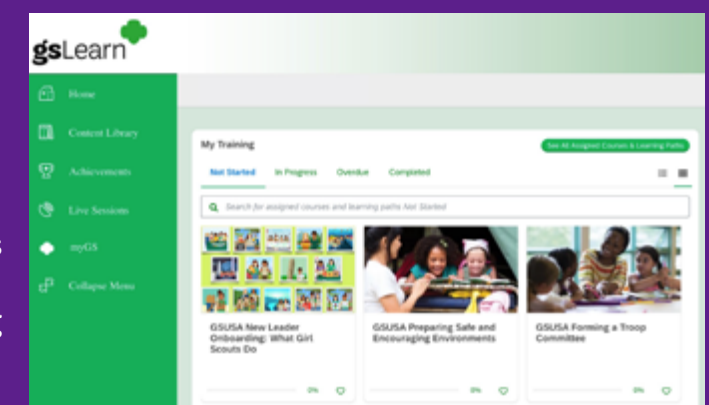 gsLearn
Home
Content Library
Achievements
Live Sessions
myGS
Collapse Menu
My Training
See All Assigned Courses & Learning Paths
Not Started
In Progress
Overdue
Completed
Search for assigned courses and learning paths Not Started
GSUSA New Leader
Onboarding: What Girl
Scouts Do
0%
GSUSA Preparing Safe and
Encouraging Environments
0%
GSUSA Forming a Troop
Committee
0%